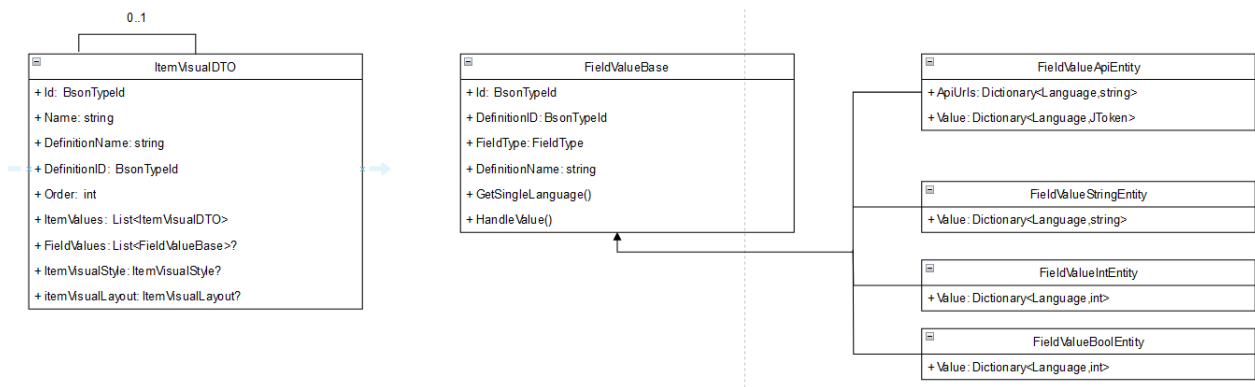 0..1
ItemVisualDTO
+ Id: BsonTypeId
+ Name: string
+ DefinitionName: string
+ DefinitionID: BsonTypeId
+ Order: int
+ ItemValues: List<ItemVisualDTO>
+ FieldValues: List<FieldValueBase>?
+ ItemVisualStyle: ItemVisualStyle?
+ itemVisualLayout: ItemVisualLayout?
FieldValueBase
+ Id: BsonTypeId
+ DefinitionID: BsonTypeId
+ FieldType: FieldType
+ DefinitionName: string
+ GetSingleLanguage()
+ HandleValue()
FieldValueApiEntity
+ ApiUrls: Dictionary<Language,string>
+ Value: Dictionary<Language,JToken>
FieldValueStringEntity
+ Value: Dictionary<Language,string>
FieldValueIntEntity
+ Value: Dictionary<Language,int>
FieldValueBoolEntity
+ Value: Dictionary<Language,int>